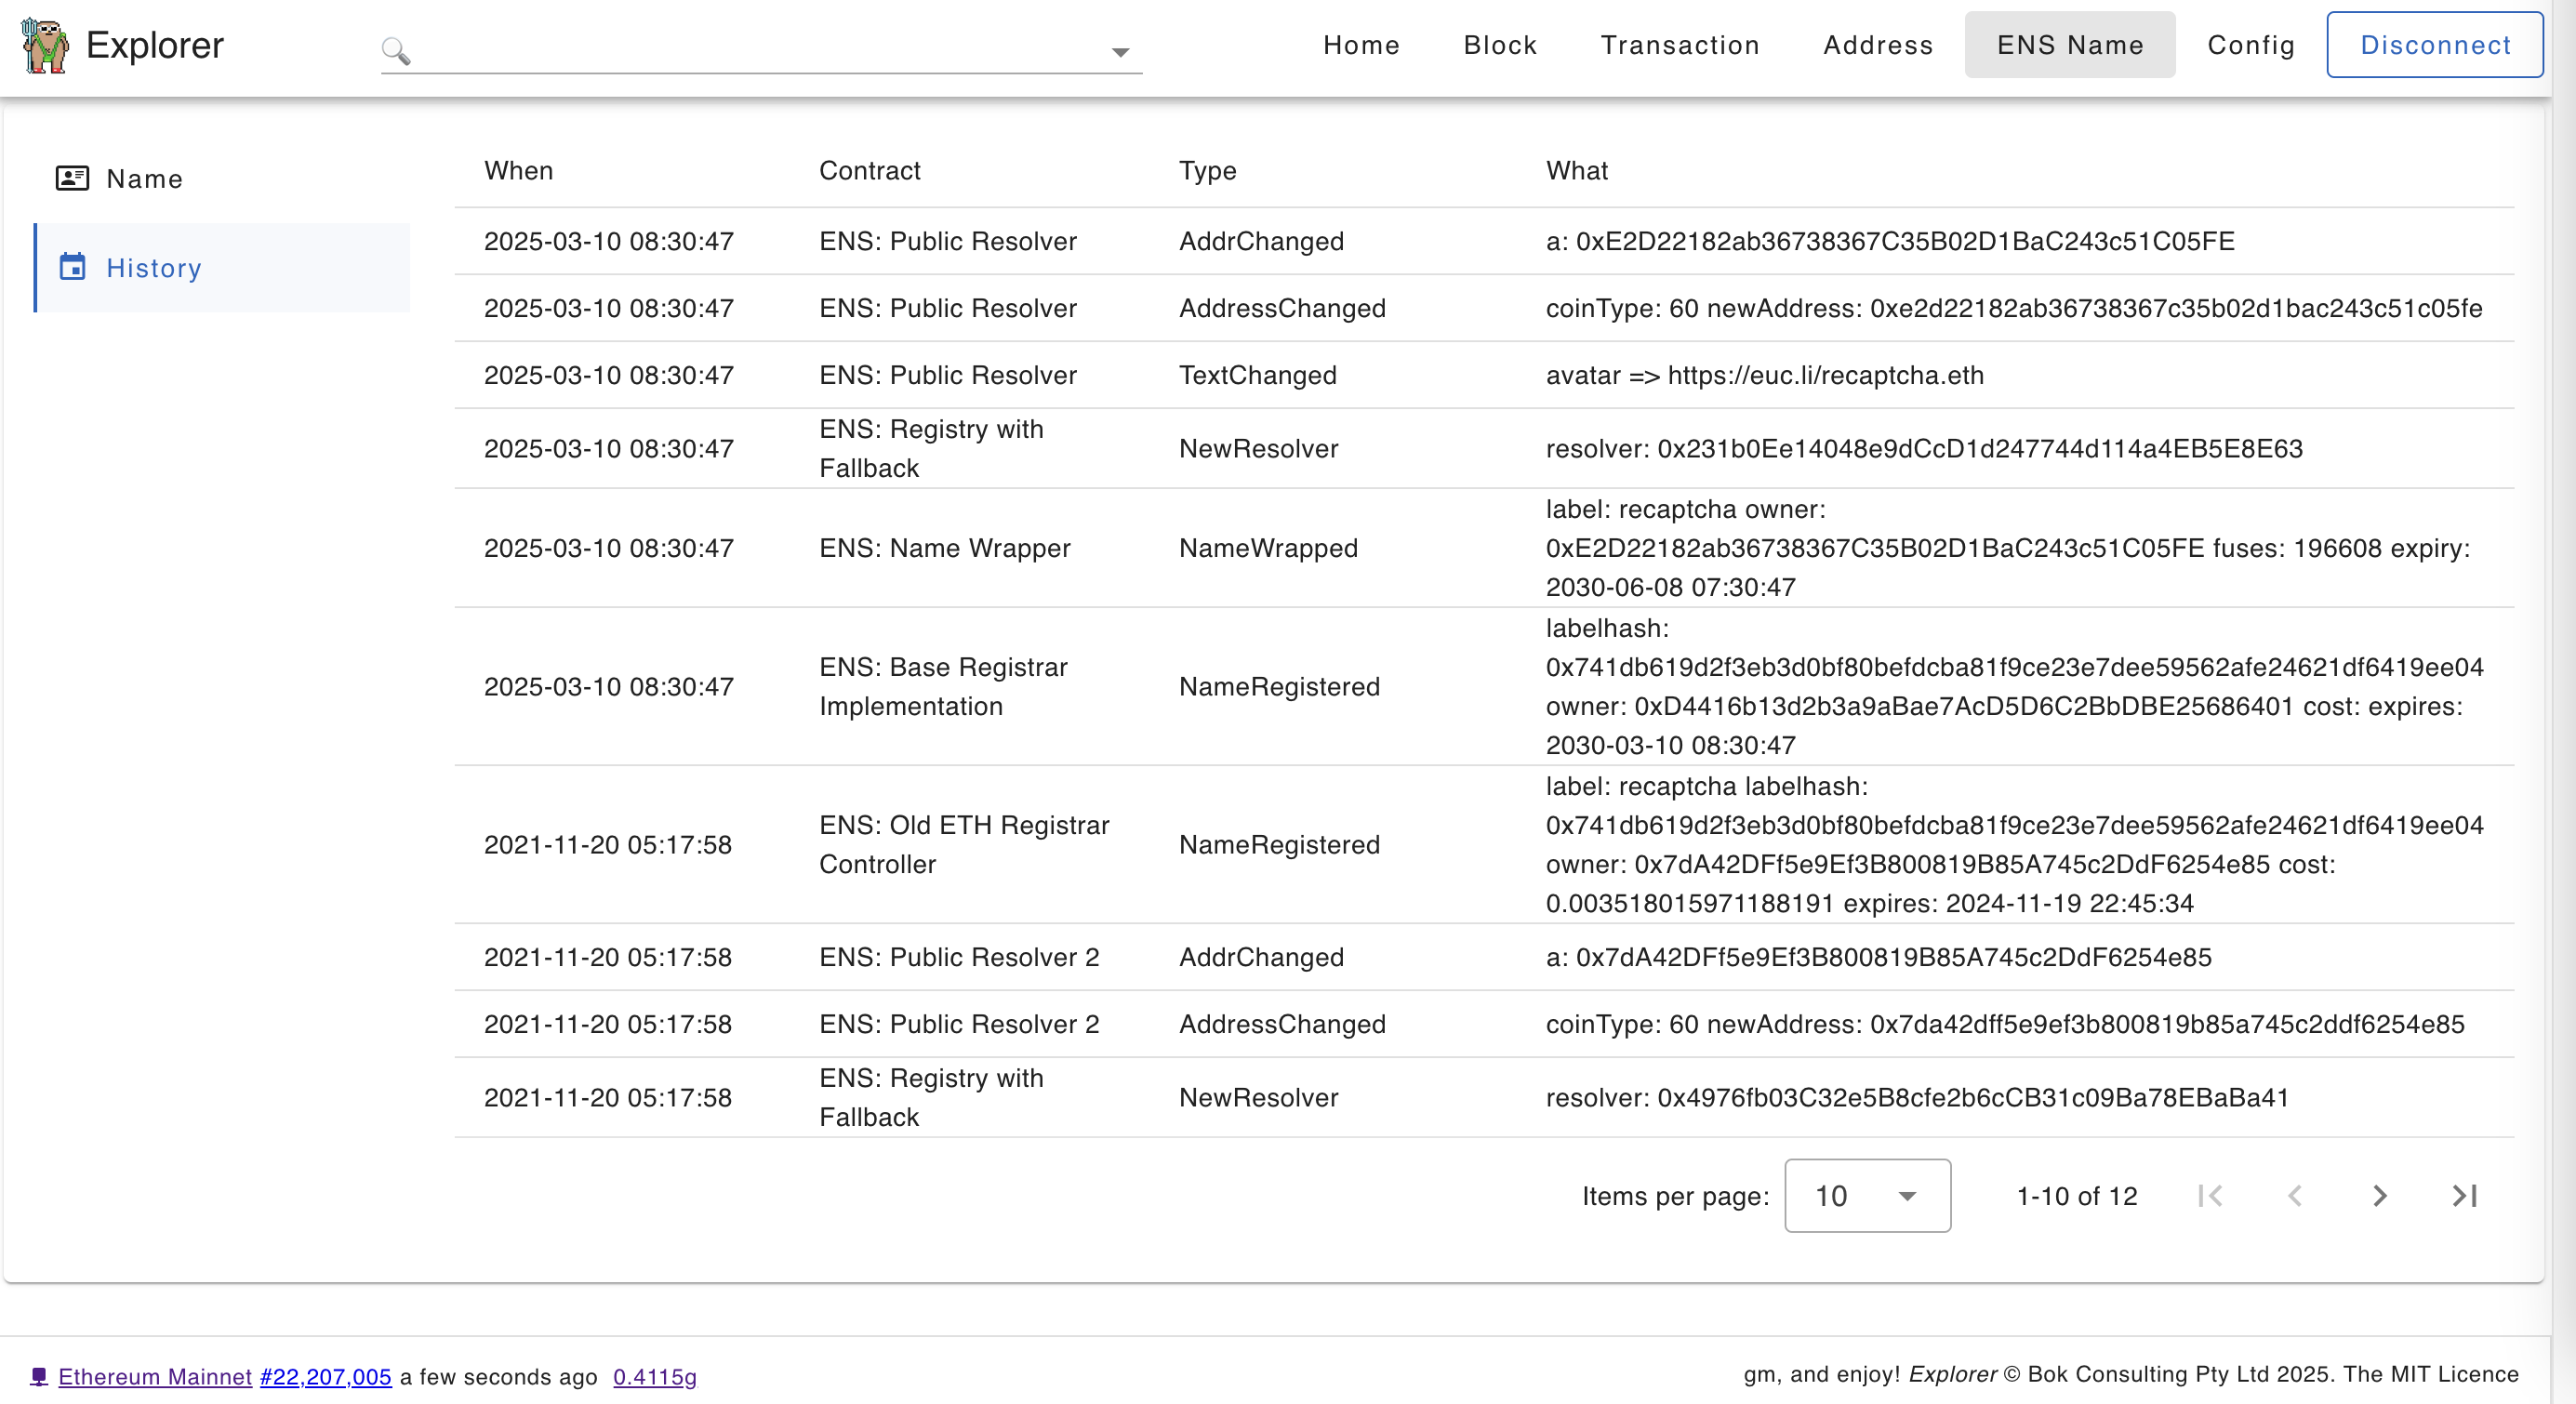 Explorer
Home Block Transaction Address ENS Name Config Disconnect
Name
History
When Contract Type What
2025-03-10 08:30:47 ENS: Public Resolver AddrChanged a: 0xE2D22182ab36738367C35B02D1BaC243c51C05FE
2025-03-10 08:30:47 ENS: Public Resolver AddressChanged coinType: 60 newAddress: 0xe2d22182ab36738367c35b02d1bac243c51c05fe
2025-03-10 08:30:47 ENS: Public Resolver TextChanged avatar => https://euc.li/recaptcha.eth
2025-03-10 08:30:47 ENS: Registry with
Fallback NewResolver resolver: 0x231b0Ee14048e9dCcD1d247744d114a4EB5E8E63
2025-03-10 08:30:47 ENS: Name Wrapper NameWrapped label: recaptcha owner:
0xE2D22182ab36738367C35B02D1BaC243c51C05FE fuses: 196608 expiry:
2030-06-08 07:30:47
2025-03-10 08:30:47 ENS: Base Registrar
Implementation NameRegistered labelhash:
0x741db619d2f3eb3d0bf80befdcba81f9ce23e7dee59562afe24621df6419ee04
owner: 0xD4416b13d2b3a9aBae7AcD5D6C2BbDBE25686401 cost: expires:
2030-03-10 08:30:47
2021-11-20 05:17:58 ENS: Old ETH Registrar
Controller NameRegistered label: recaptcha labelhash:
0x741db619d2f3eb3d0bf80befdcba81f9ce23e7dee59562afe24621df6419ee04
owner: 0x7dA42DFf5e9Ef3B800819B85A745c2DdF6254e85 cost:
0.003518015971188191 expires: 2024-11-19 22:45:34
2021-11-20 05:17:58 ENS: Public Resolver 2 AddrChanged a: 0x7dA42DFf5e9Ef3B800819B85A745c2DdF6254e85
2021-11-20 05:17:58 ENS: Public Resolver 2 AddressChanged coinType: 60 newAddress: 0x7da42dff5e9ef3b800819b85a745c2ddf6254e85
2021-11-20 05:17:58 ENS: Registry with
Fallback NewResolver resolver: 0x4976fb03C32e5B8cfe2b6cCB31c09Ba78EBaBa41
Items per page: 10 1-10 of 12
Ethereum Mainnet #22,207,005 a few seconds ago 0.4115g
gm, and enjoy! Explorer © Bok Consulting Pty Ltd 2025. The MIT Licence